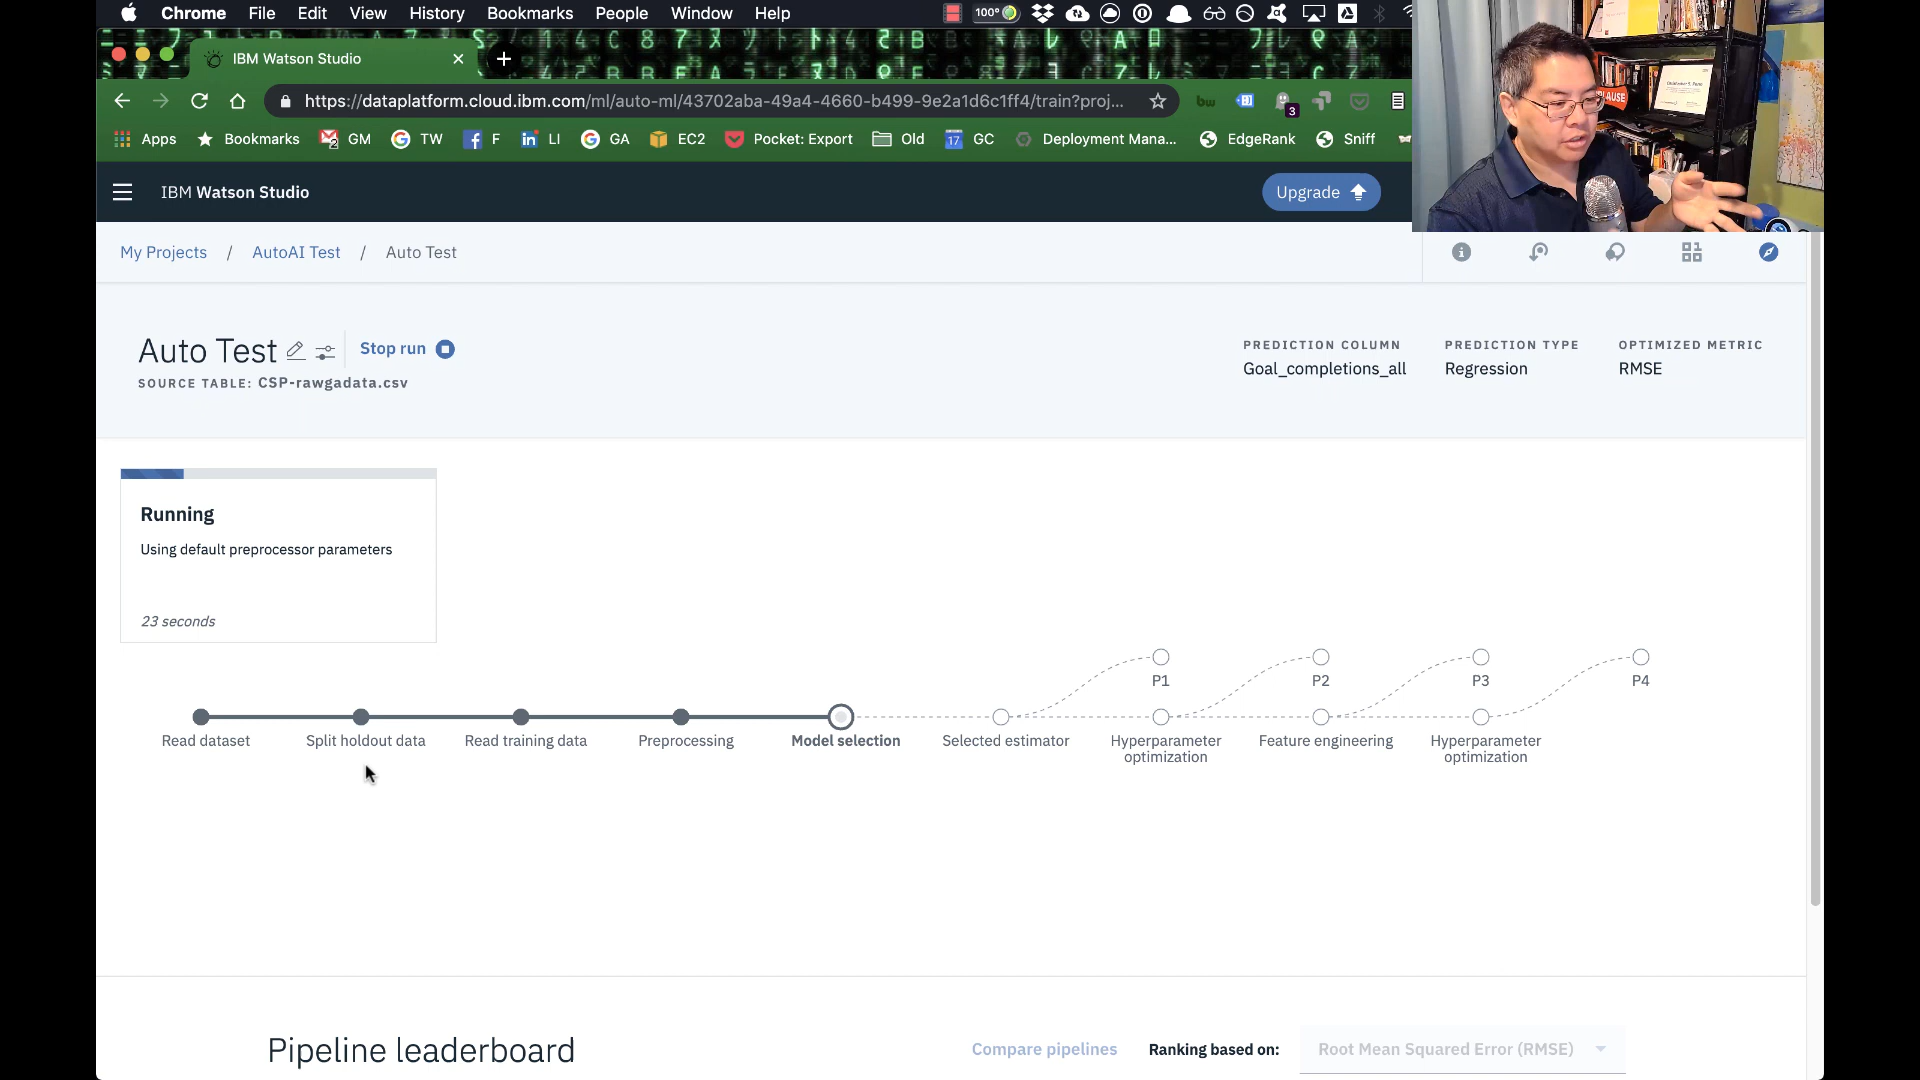 Chrome File Edit View History Bookmarks People Window Help 100°
IBM Watson Studio
https://dataplatform.cloud.ibm.com/ml/auto-ml/43702aba-49a4-4660-b499-9e2a1d6c1ff4/train?proj...
bw 3
Apps Bookmarks GM TW F LI GA EC2 Pocket: Export Old 17 GC Deployment Mana... EdgeRank Sniff
IBM Watson Studio Upgrade
My Projects / AutoAI Test / Auto Test
Auto Test Stop run
SOURCE TABLE: CSP-rawgadata.csv
PREDICTION COLUMN PREDICTION TYPE OPTIMIZED METRIC
Goal_completions_all Regression RMSE
Running
Using default preprocessor parameters
23 seconds
P1 P2 P3 P4
Read dataset Split holdout data Read training data Preprocessing Model selection Selected estimator Hyperparameter optimization Feature engineering Hyperparameter optimization
Pipeline leaderboard Compare pipelines Ranking based on: Root Mean Squared Error (RMSE)